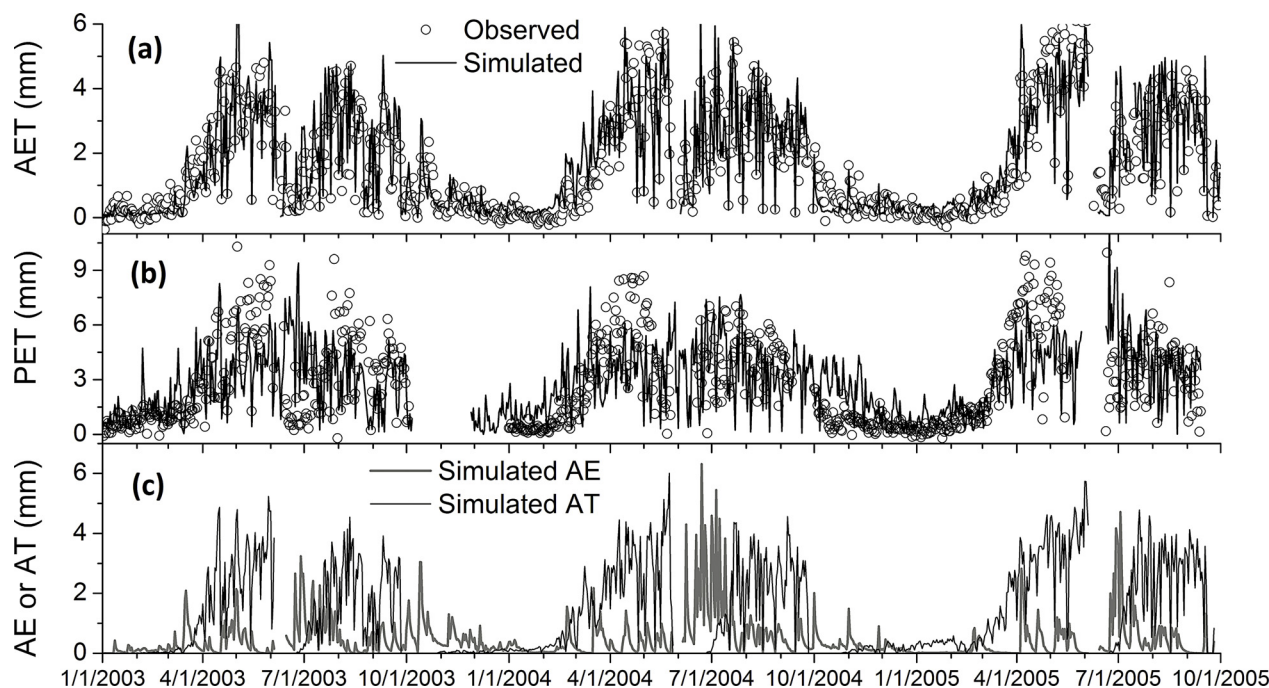 (a)
Observed
Simulated
AET (mm)
6
4
2
0
(b)
PET (mm)
9
6
3
0
(c)
Simulated AE
Simulated AT
AE or AT (mm)
6
4
2
0
1/1/2003 4/1/2003 7/1/2003 10/1/2003 1/1/2004 4/1/2004 7/1/2004 10/1/2004 1/1/2005 4/1/2005 7/1/2005 10/1/2005